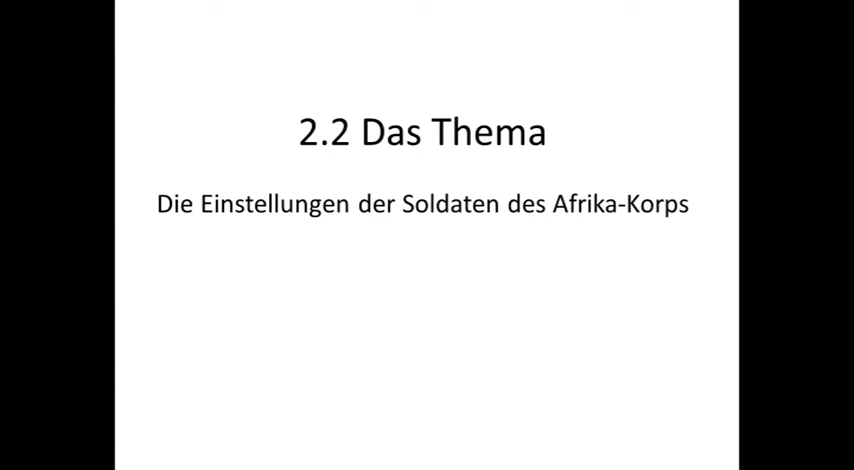 2.2 Das Thema
Die Einstellungen der Soldaten des Afrika-Korps